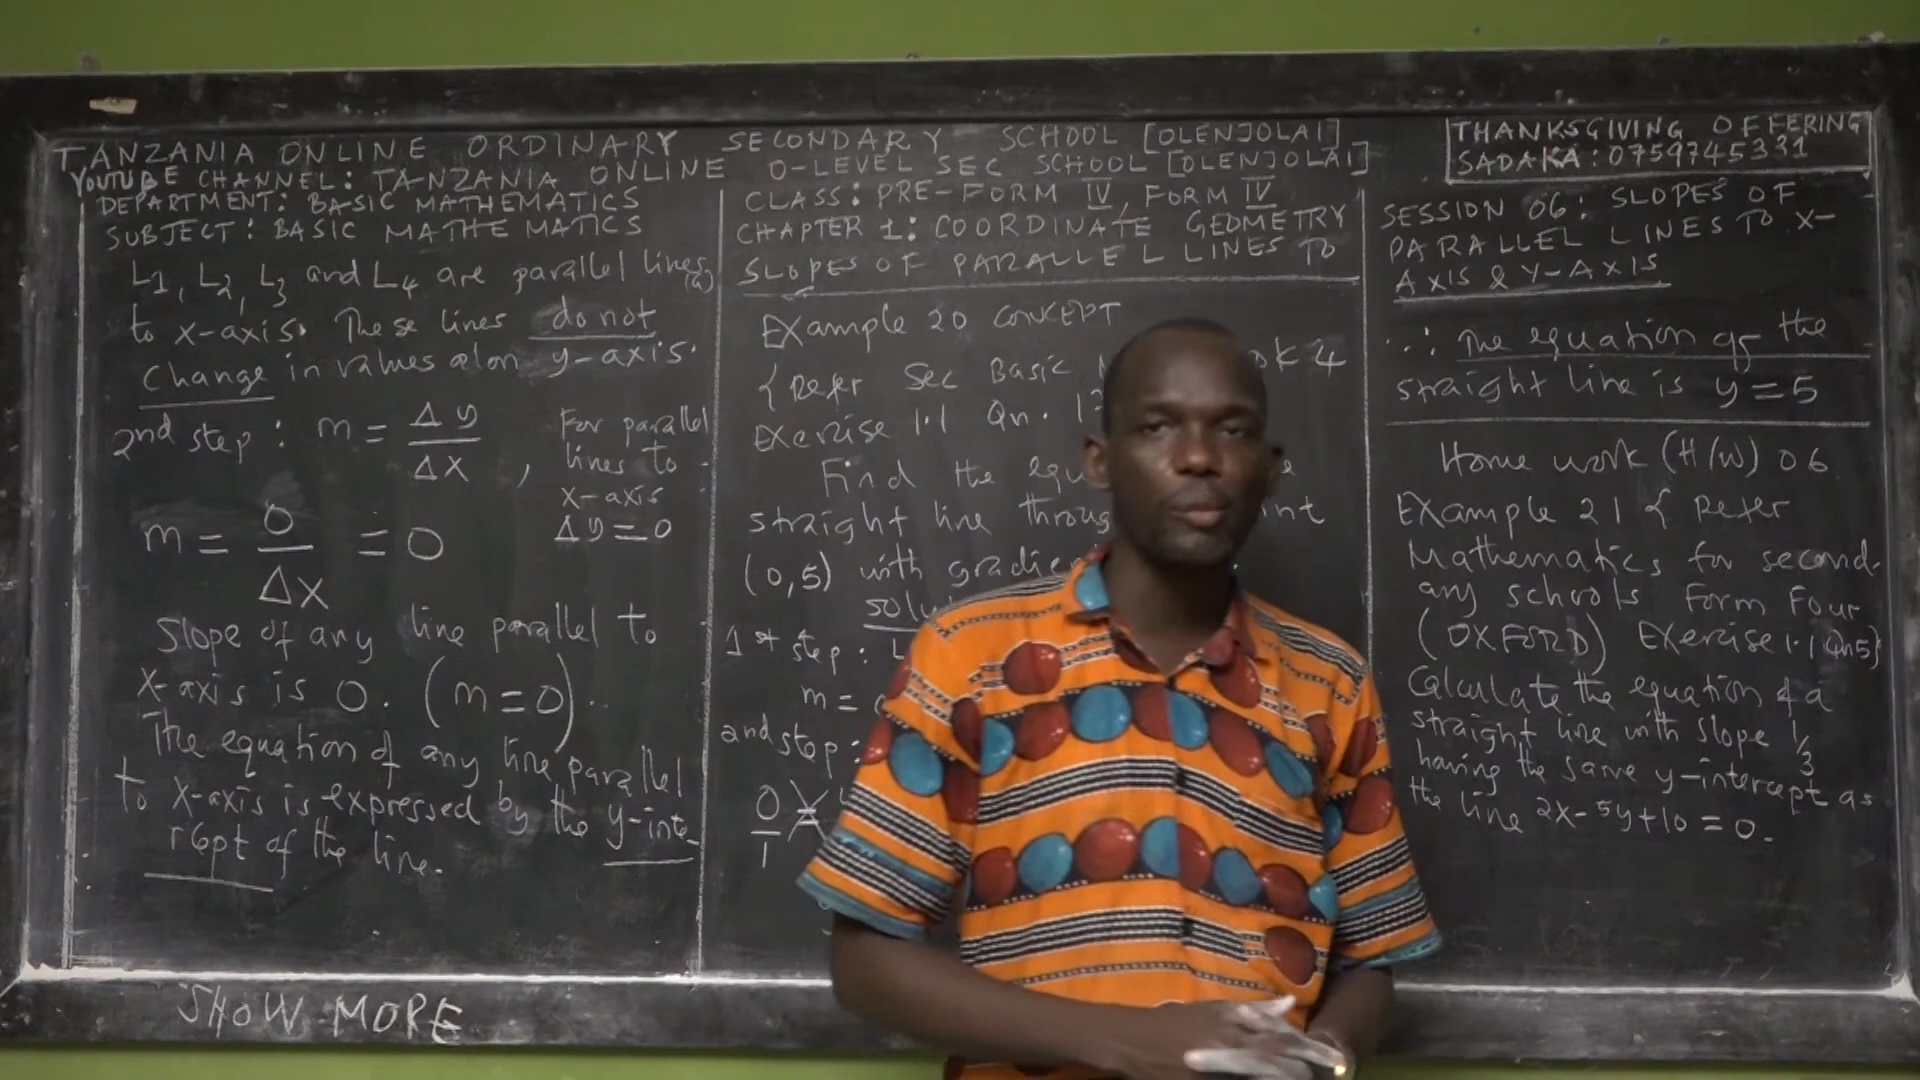 TANZANIA ONLINE ORDINARY SECONDARY SCHOOL [OLENJOLAI]
YOUTUBE CHANNEL: TANZANIA ONLINE O-LEVEL SEC SCHOOL [OLENJOLAI]
DEPARTMENT: BASIC MATHEMATICS
SUBJECT: BASIC MATHEMATICS
L1, L2, L3 and L4 are parallel lines
to x-axis. These lines do not
change in values alon y-axis.
2nd step: m = Δy/Δx ,
For parallel
lines to
x-axis
Δy = 0
m = 0/Δx = 0
Slope of any line parallel to
x-axis is 0. (m=0).
The equation of any line parallel
to x-axis is expressed by the y-inte-
rcept of the line.
SHOW MORE
CLASS: PRE-FORM IV, FORM IV
CHAPTER 1: COORDINATE GEOMETRY
SLOPES OF PARALLEL LINES TO
Example 20 CONCEPT
{ Refer Sec Basic 4
Exercise 1.1 Qn.
Find the
straight line
(0,5) with
1st step:
m =
2nd step:
0/1
THANKSGIVING OFFERING
SADAKA: 0759745331
SESSION 06: SLOPES OF
PARALLEL LINES TO X-
AXIS & Y-AXIS
∴ The equation of the
straight line is y = 5
Home work (H/W) 06
Example 21 { Refer
Mathematics for second-
ary schools Form Four
(OXFORD) Exercise 1.1 Qn5}
Calculate the equation of a
straight line with slope 1/3
having the same y-intercept as
the line 2x-5y+10 = 0.